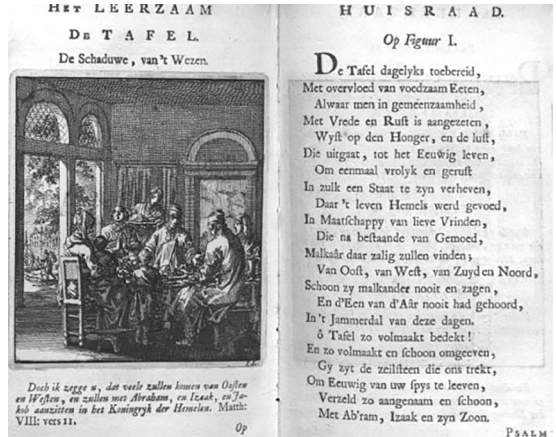 HET LEERZAAM
DE TAFEL.
De Schaduwe, van't Wezen.
Doch ik zegge u, dat veele zullen komen van Oosten
en Westen, en zullen met Abraham, en Izaak, en Ja-
kob aanzitten in het Koningryk der Hemelen. Matth:
VIII: vers 11.
Op
HUISRAAD.
Op Figuur I.
De Tafel dagelyks toebereid,
Met overvloed van voedzaam Eeten,
Alwaar men in gemeenzaamheid,
Met Vrede en Rust is aangezeten,
Wyst op den Honger, en de lust,
Die uitgaat, tot het Eeuwig leven,
Om eenmaal vrolyk en gerust
In zulk een Staat te zyn verheven,
Daar 't leven Hemels werd gevoed,
In Maatschappy van lieve Vrinden,
Die na bestaande van Gemoed,
Malkaâr daar zalig zullen vinden;
Van Oost, van West, van Zuyd en Noord,
Schoon zy malkander nooit en zagen,
En d'Een van d'Aâr nooit had gehoord,
In 't Jammerdal van deze dagen.
ô Tafel zo volmaakt bedekt!
En zo volmaakt en schoon omgeeven,
Gy zyt de zeilsteen die ons trekt,
Om Eeuwig van uw spys te leeven,
Verzeld zo aangenaam en schoon,
Met Ab'ram, Izaak en zyn Zoon.
PSALM